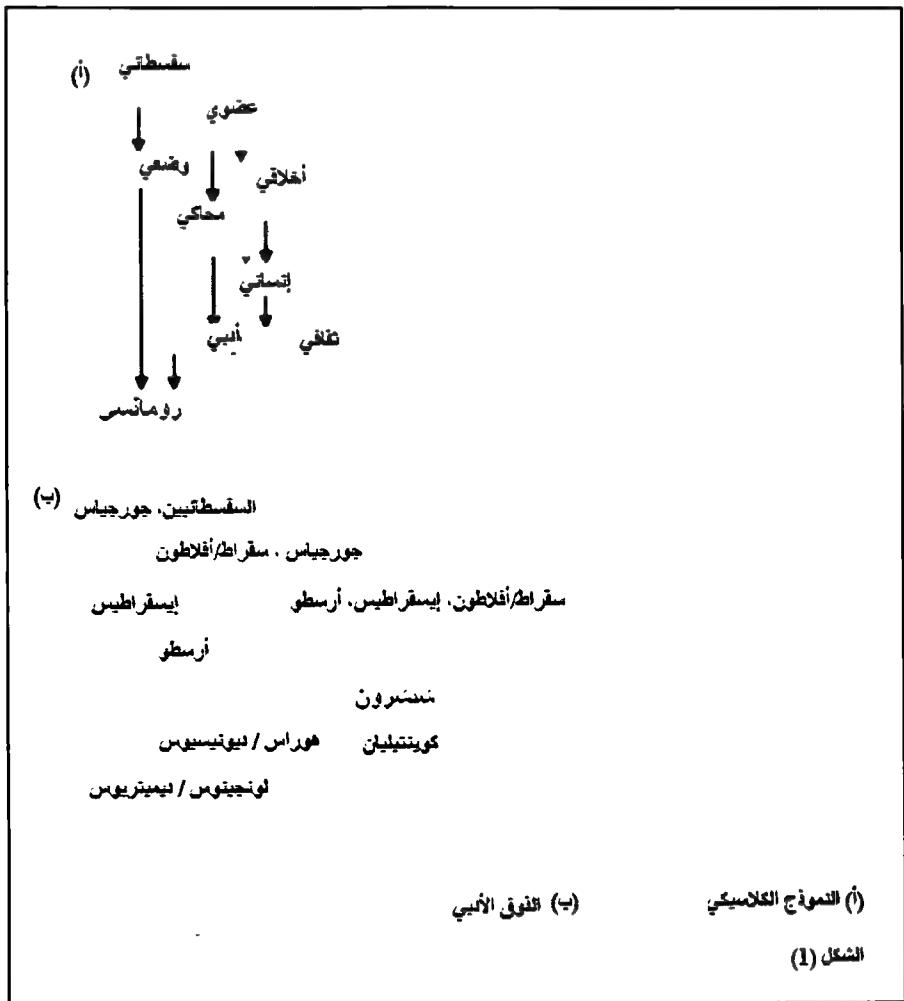 (أ) سفسطائي
عضوي
وضعي
أخلاقي
محاكي
إنساني
أدبي
ثقافي
رومانسي
(ب) السفسطائيين، جورجياس
جورجياس ، سقراط/أفلاطون
سقراط/أفلاطون، إيسقراطيس، أرسطو
إيسقراطيس
أرسطو
شيشرون
كوينتيليان
هوراس / ديونيسيوس
لونجينوس / ديميتريوس
(أ) النموذج الكلاسيكي
(ب) الذوق الأدبي
الشكل (1)